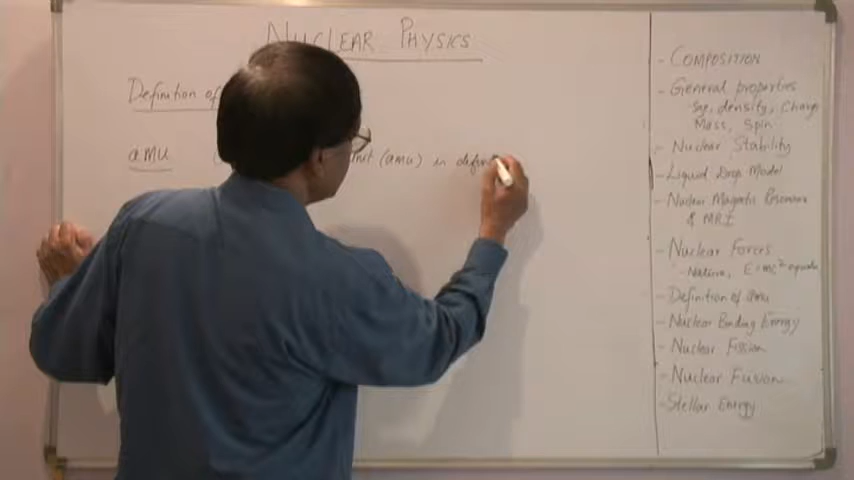 NUCLEAR PHYSICS
Definition of
amu (amu) is defin
- COMPOSITION
- General properties
Size, density, Charge
Mass, Spin
- Nuclear Stability
- Liquid Drop Model
- Nuclear Magnetic Resonance
& MRI
- Nuclear Forces
- Nature, E=mc² equat
- Definition of amu
- Nuclear Binding Energy
- Nuclear Fission
- Nuclear Fusion
- Stellar Energy